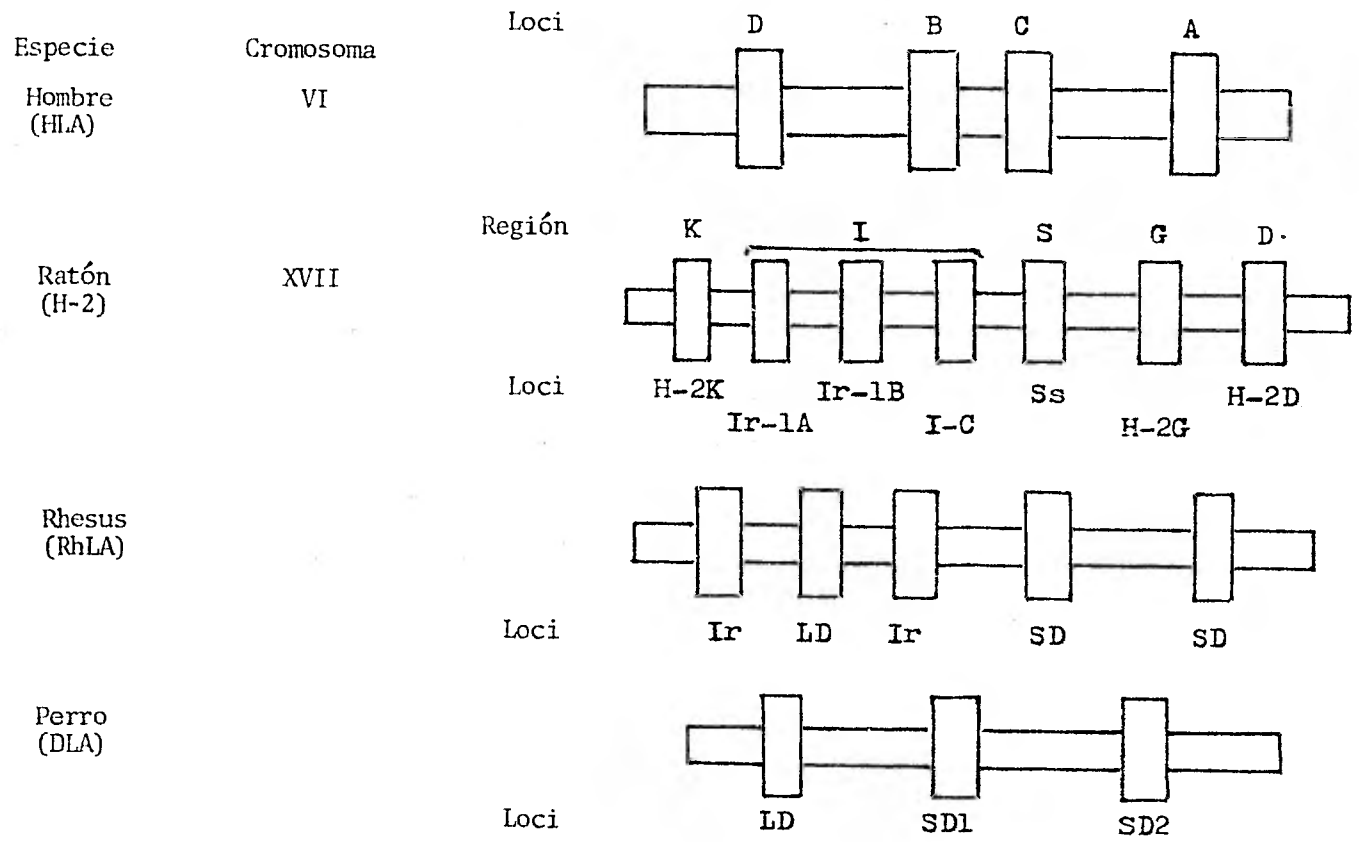 Loci D B C A
Especie Cromosoma
Hombre VI
(HLA)
Región K I S G D
Ratón XVII
(H-2)
Loci H-2K Ir-1B Ss H-2D
Ir-1A I-C H-2G
Rhesus
(RhLA)
Loci Ir LD Ir SD SD
Perro
(DLA)
Loci LD SD1 SD2